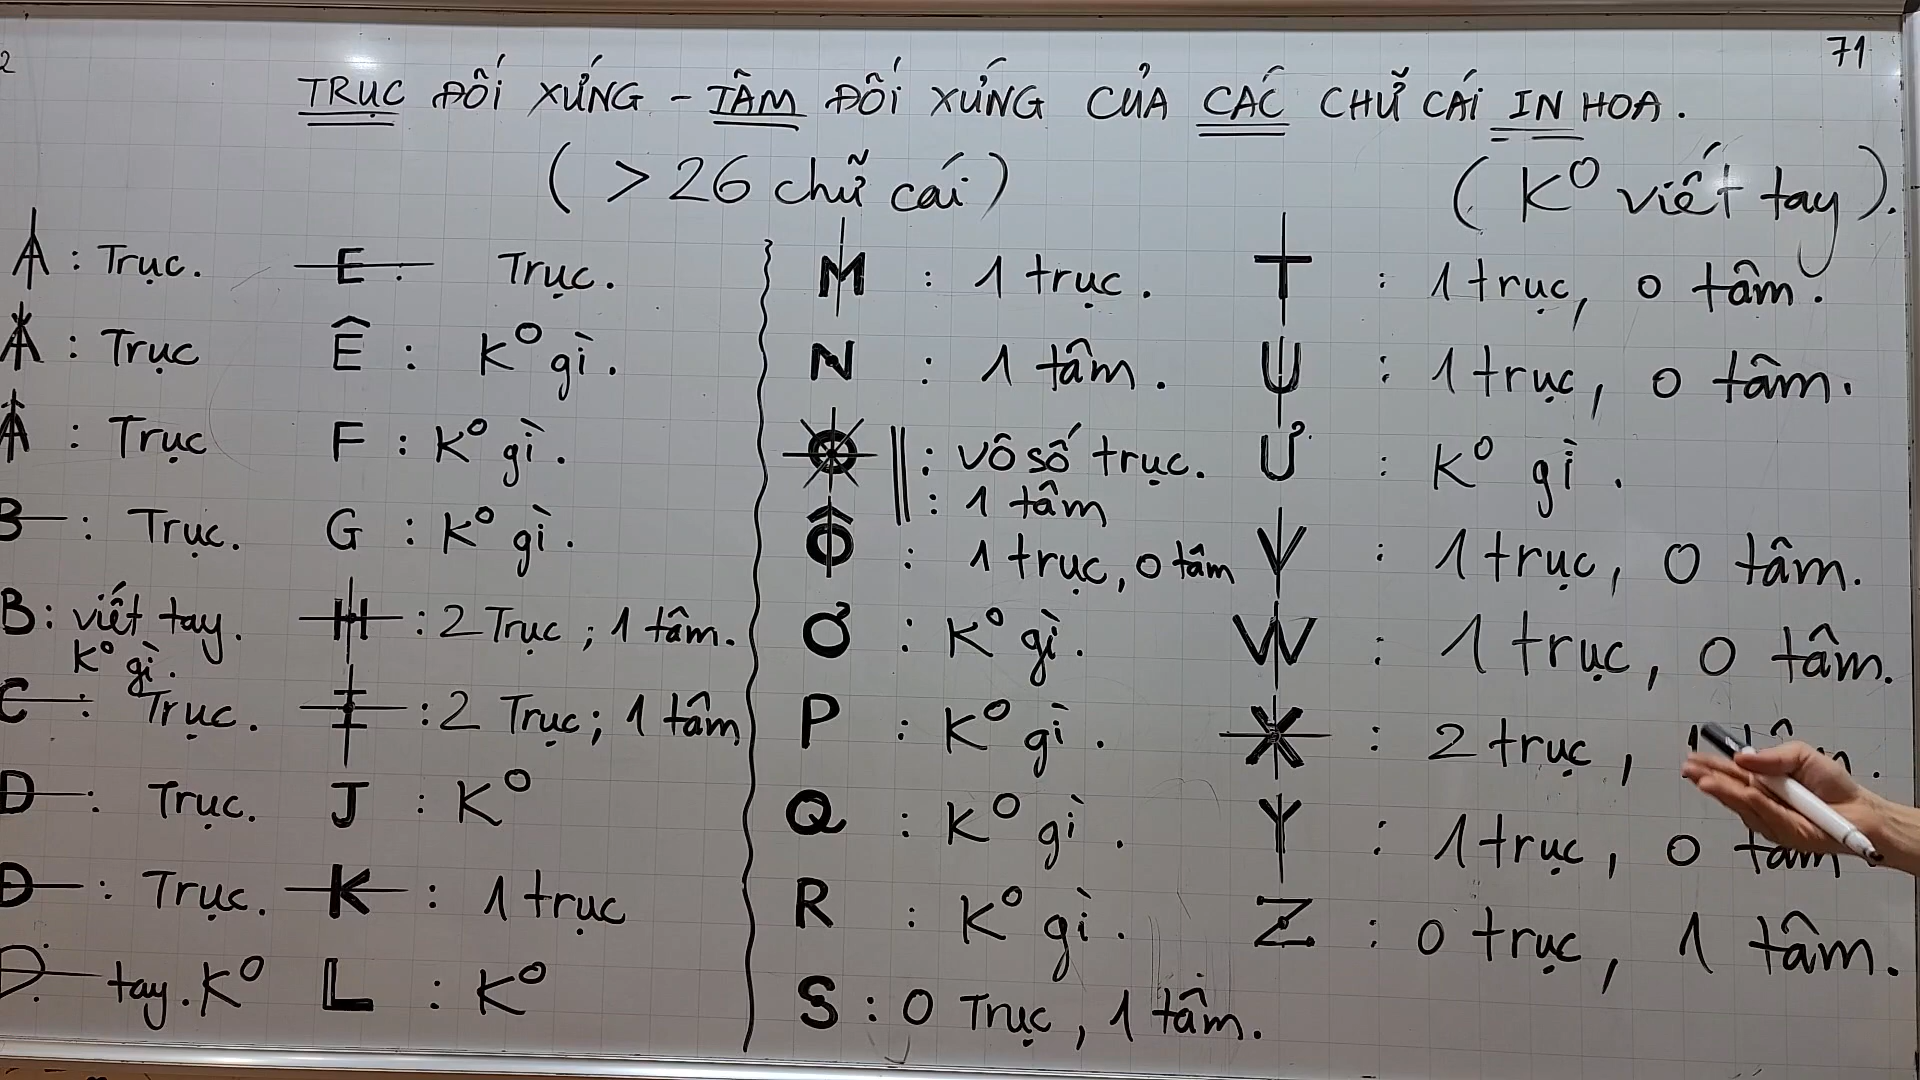 2
71
TRỤC ĐỐI XỨNG - TÂM ĐỐI XỨNG CỦA CÁC CHỮ CÁI IN HOA.
( > 26 chữ cái )
( K⁰ viết tay ).
A : Trục.
Ă : Trục
Â : Trục
B : Trục.
B : viết tay.
K⁰ gì.
C : Trục.
D : Trục.
Đ : Trục.
D tay. K⁰
E : Trục.
Ê : K⁰ gì.
F : K⁰ gì.
G : K⁰ gì.
H : 2 Trục ; 1 tâm.
I : 2 Trục ; 1 tâm
J : K⁰
K : 1 trục
L : K⁰
M : 1 trục.
N : 1 tâm.
O : vô số trục.
: 1 tâm
Ô : 1 trục, 0 tâm
Ơ : K⁰ gì.
P : K⁰ gì.
Q : K⁰ gì.
R : K⁰ gì.
S : 0 Trục, 1 tâm.
T : 1 trục, 0 tâm.
U : 1 trục, 0 tâm.
Ư : K⁰ gì.
V : 1 trục, 0 tâm.
W : 1 trục, 0 tâm.
X : 2 trục, 1 tâm.
Y : 1 trục, 0 tâm
Z : 0 trục, 1 tâm.